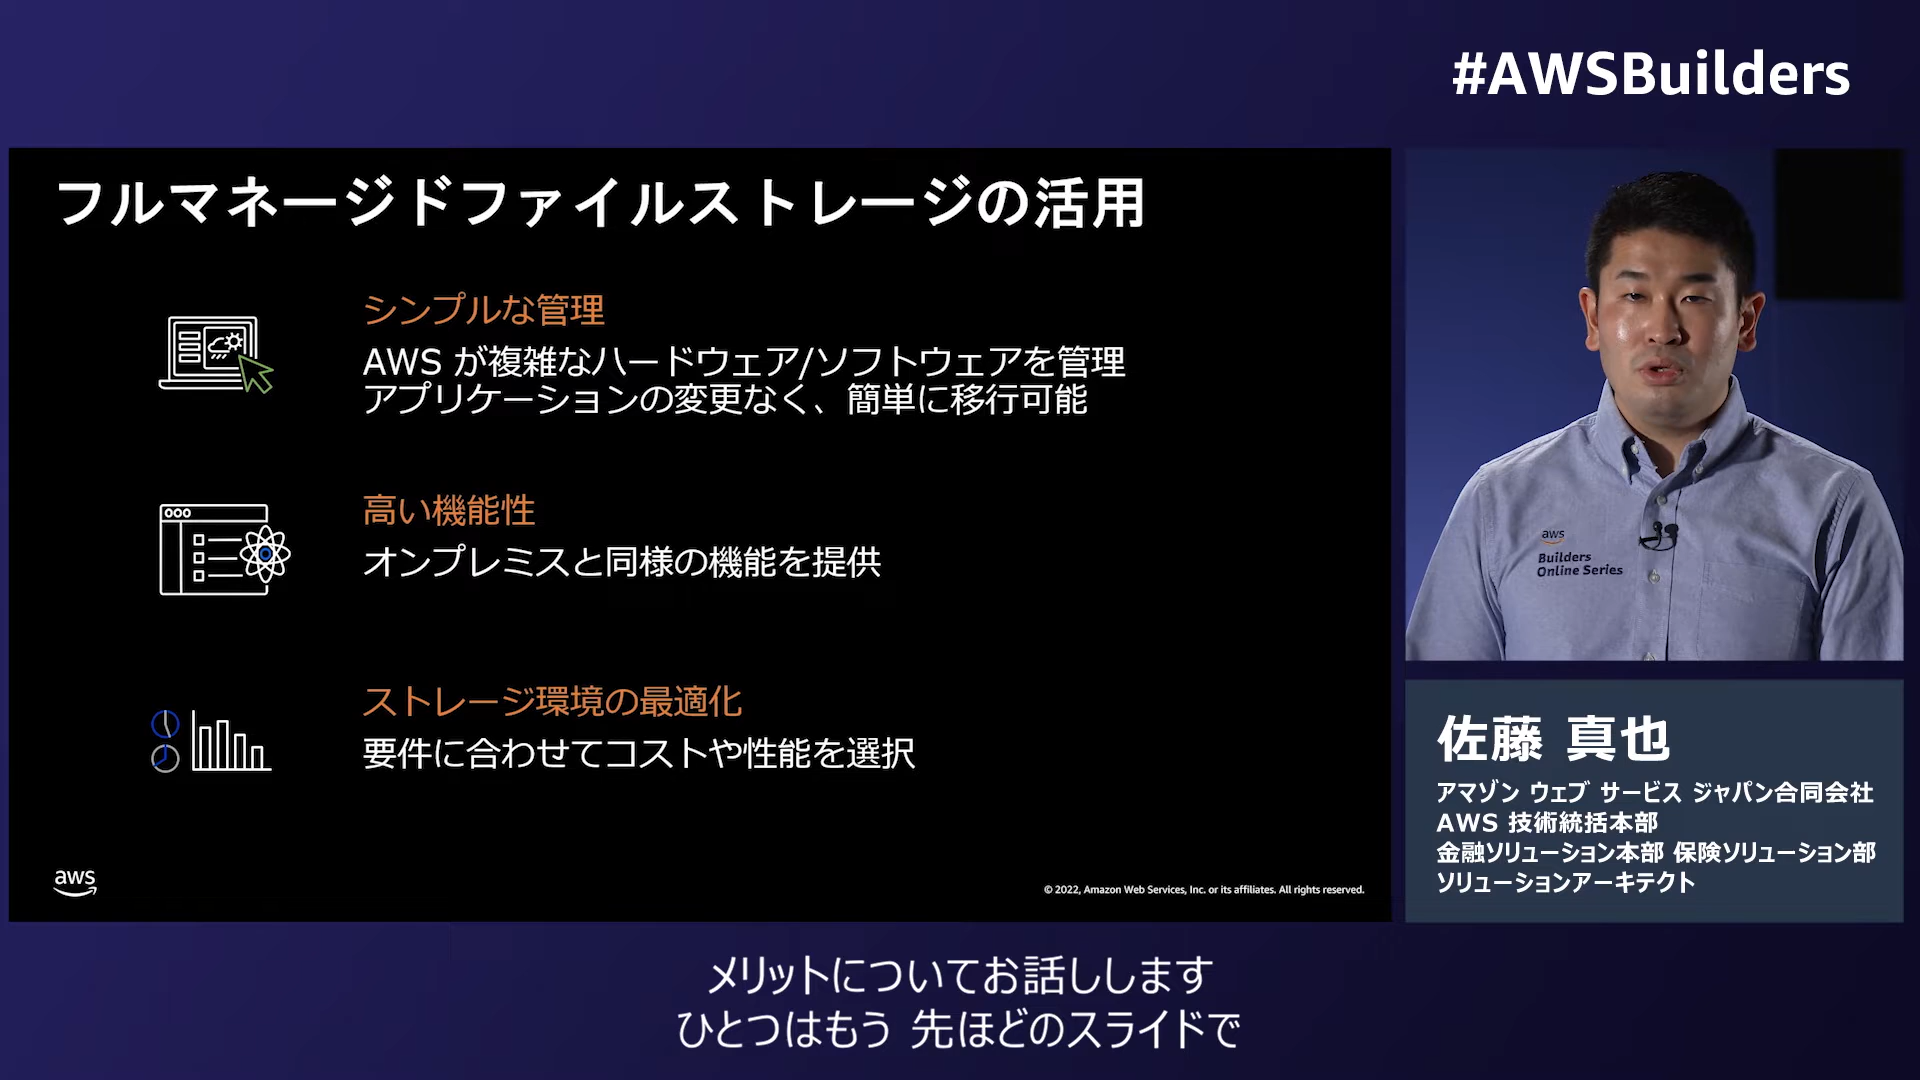 #AWSBuilders
フルマネージドファイルストレージの活用
シンプルな管理
AWS が複雑なハードウェア/ソフトウェアを管理
アプリケーションの変更なく、簡単に移行可能
高い機能性
オンプレミスと同様の機能を提供
ストレージ環境の最適化
要件に合わせてコストや性能を選択
aws
© 2022, Amazon Web Services, Inc. or its affiliates. All rights reserved.
aws
Builders
Online Series
佐藤 真也
アマゾン ウェブ サービス ジャパン合同会社
AWS 技術統括本部
金融ソリューション本部 保険ソリューション部
ソリューションアーキテクト
メリットについてお話しします
ひとつはもう 先ほどのスライドで